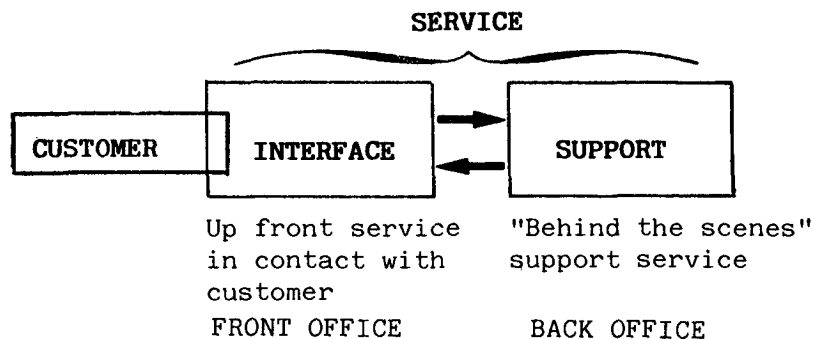 SERVICE
CUSTOMER
INTERFACE
SUPPORT
Up front service
in contact with
customer
FRONT OFFICE
"Behind the scenes"
support service
BACK OFFICE